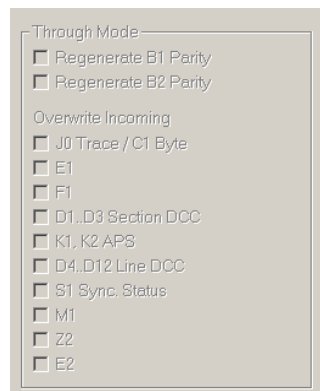 Through Mode
Regenerate B1 Parity
Regenerate B2 Parity
Overwrite Incoming
J0 Trace / C1 Byte
E1
F1
D1..D3 Section DCC
K1, K2 APS
D4..D12 Line DCC
S1 Sync. Status
M1
Z2
E2